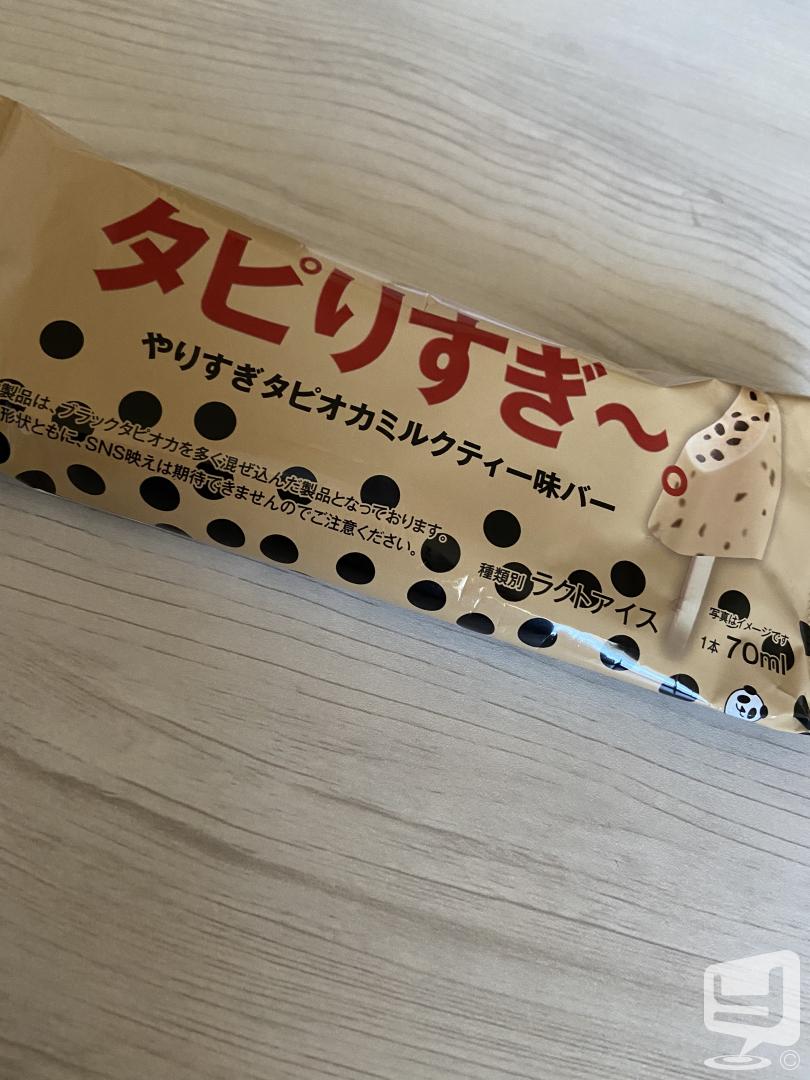 タピりすぎ〜。
やりすぎタピオカミルクティー味バー
製品は、ブラックタピオカを多く混ぜ込んだ製品となっております。
形状ともに、SNS映えは期待できませんのでご注意ください。
種類別 ラクトアイス
写真はイメージです
1本 70ml